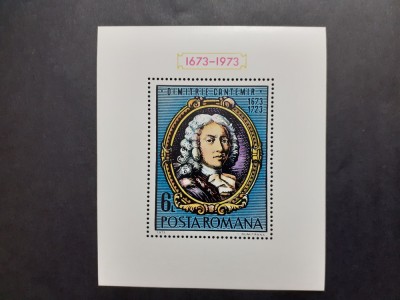 1673-1973
·DIMITRIE·CANTEMIR·
1673
1723
6L
POSTA ROMANA